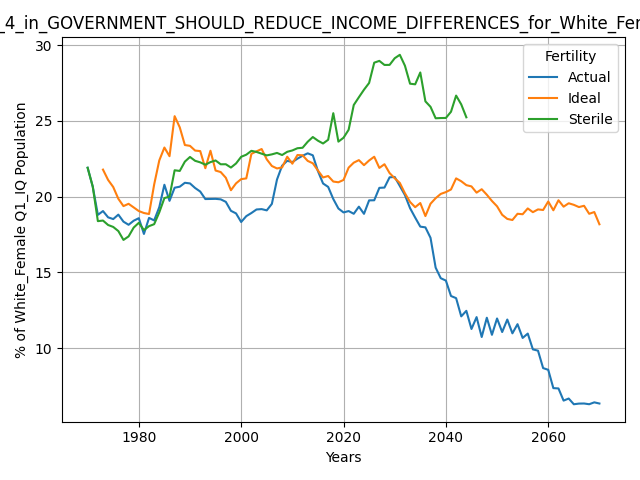 _4_in_GOVERNMENT_SHOULD_REDUCE_INCOME_DIFFERENCES_for_White_Fe
% of White_Female Q1_IQ Population
30
25
20
15
10
1980
2000
2020
2040
2060
Years
Fertility
Actual
Ideal
Sterile